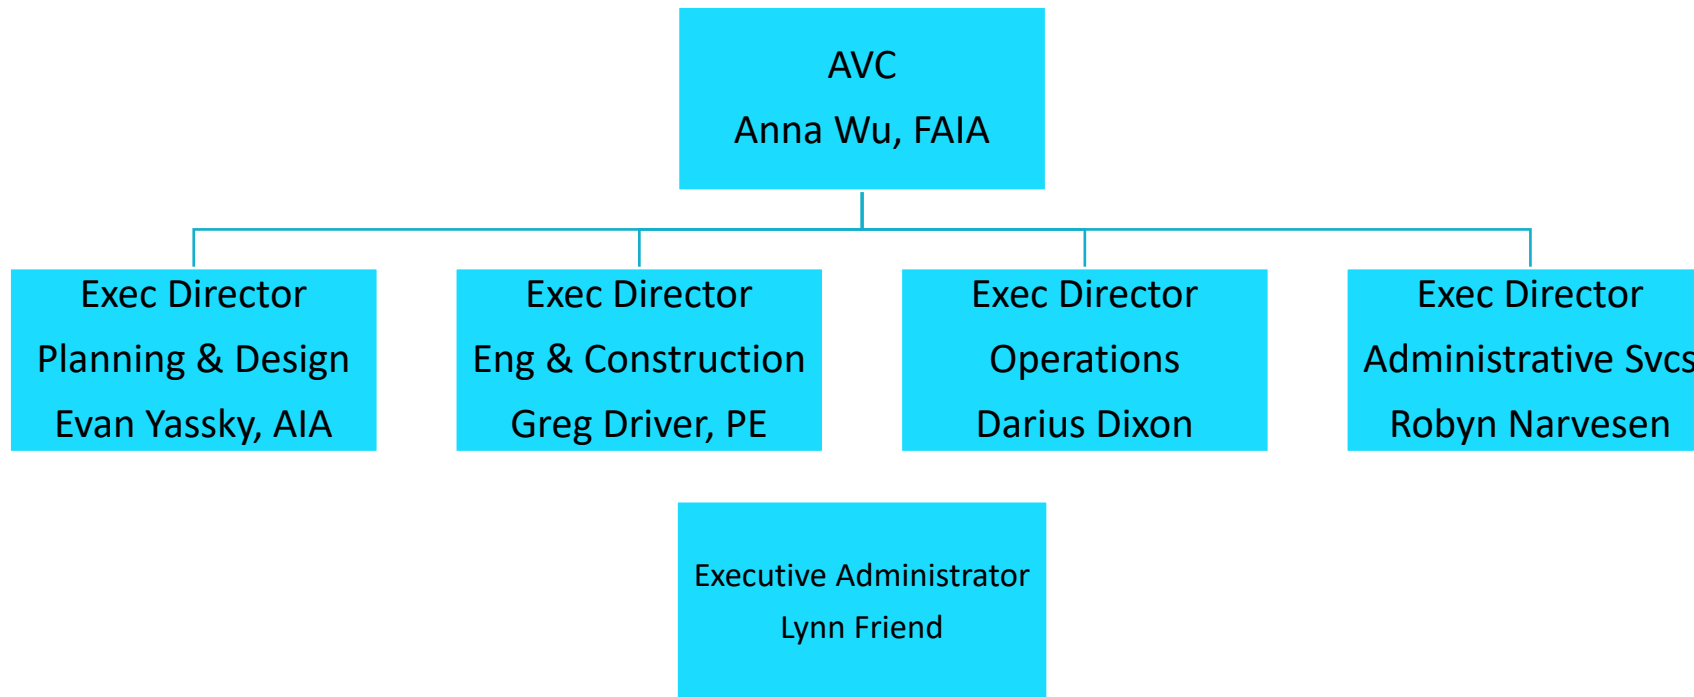 AVC
Anna Wu, FAIA
Exec Director
Planning & Design
Evan Yassky, AIA
Exec Director
Eng & Construction
Greg Driver, PE
Exec Director
Operations
Darius Dixon
Exec Director
Administrative Svcs
Robyn Narvesen
Executive Administrator
Lynn Friend